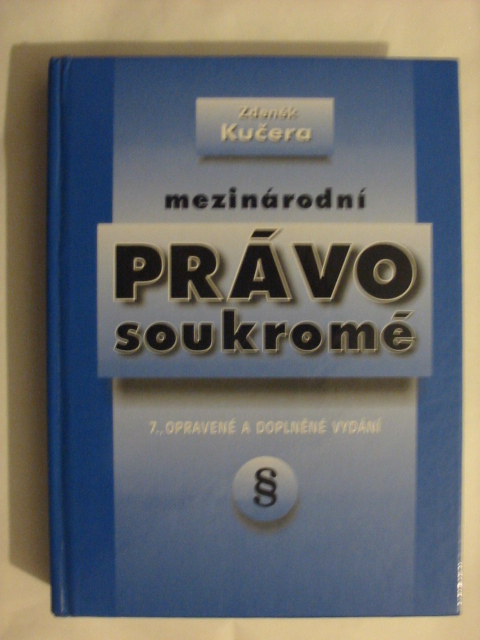 Zdeněk
Kučera
mezinárodní
PRÁVO
soukromé
7., OPRAVENÉ A DOPLNĚNÉ VYDÁNÍ
§